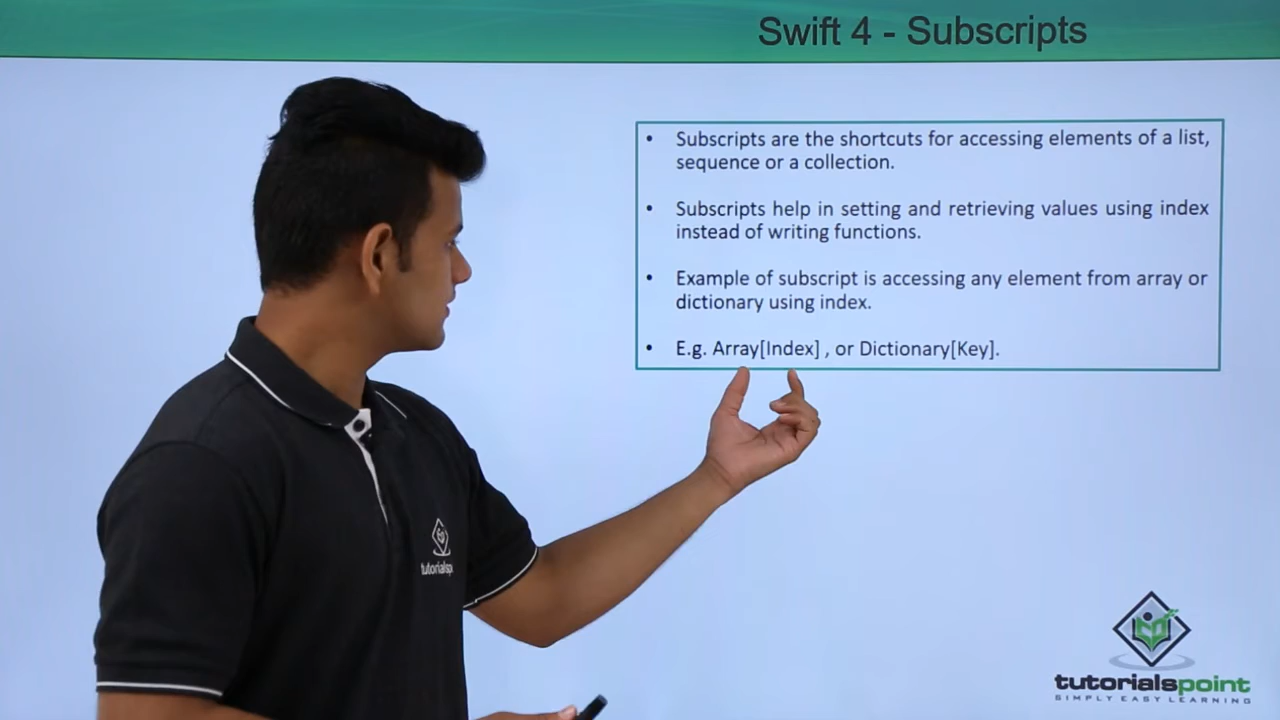 Swift 4 - Subscripts
• Subscripts are the shortcuts for accessing elements of a list,
sequence or a collection.
• Subscripts help in setting and retrieving values using index
instead of writing functions.
• Example of subscript is accessing any element from array or
dictionary using index.
• E.g. Array[Index] , or Dictionary[Key].
tutorialsp
tutorialspoint
SIMPLY EASY LEARNING